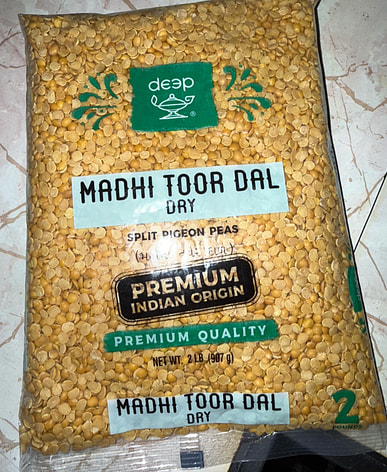 deep
®
MADHI TOOR DAL
DRY
SPLIT PIGEON PEAS
PREMIUM
INDIAN ORIGIN
PREMIUM QUALITY
NET WT. 2 LB. (907 g)
MADHI TOOR DAL
DRY
2
POUNDS